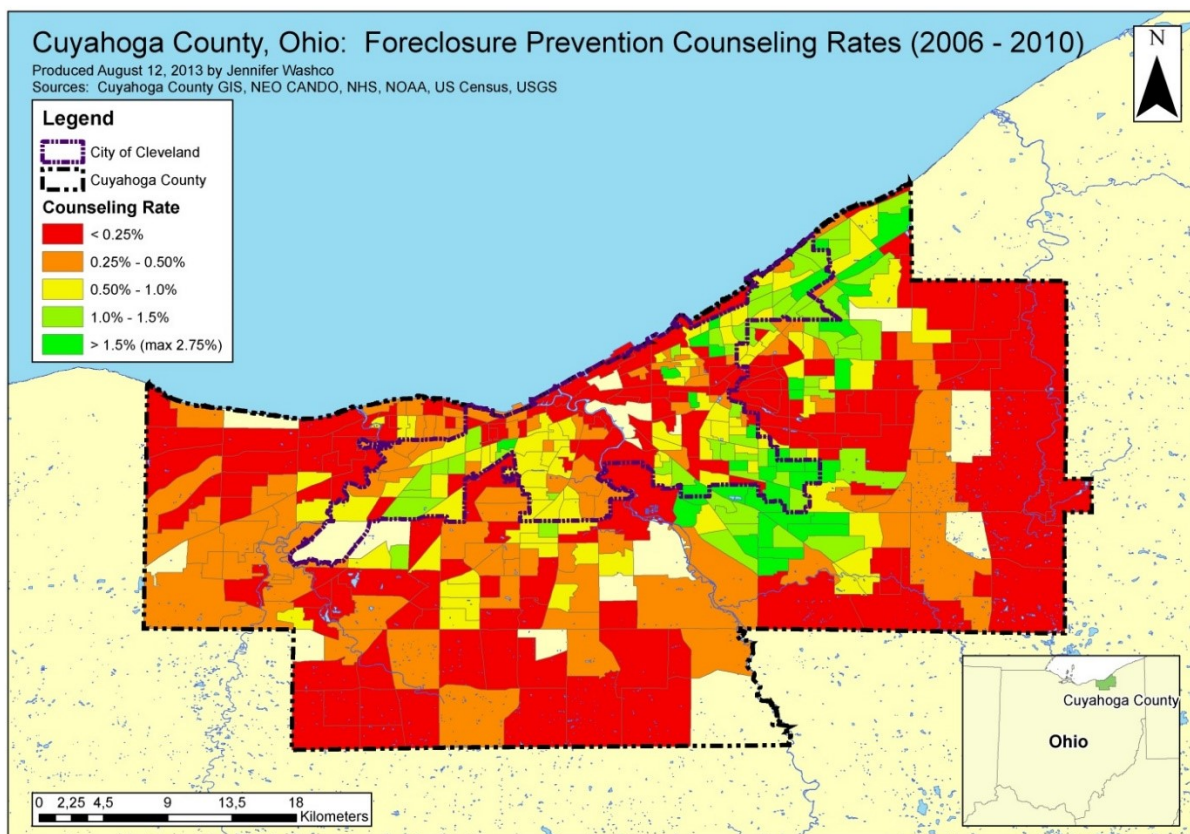 Cuyahoga County, Ohio: Foreclosure Prevention Counseling Rates (2006 - 2010)
Produced August 12, 2013 by Jennifer Washco
Sources: Cuyahoga County GIS, NEO CANDO, NHS, NOAA, US Census, USGS
N
Legend
City of Cleveland
Cuyahoga County
Counseling Rate
< 0.25%
0.25% - 0.50%
0.50% - 1.0%
1.0% - 1.5%
> 1.5% (max 2.75%)
Cuyahoga County
Ohio
0 2,25 4,5 9 13,5 18
Kilometers